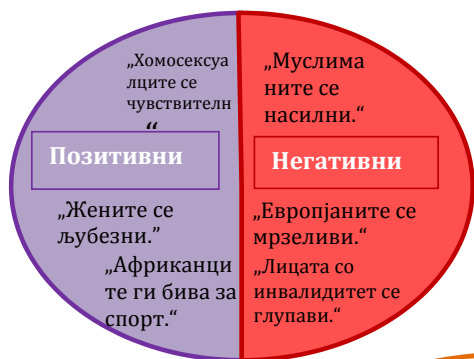 „Хомосексуа
лците се
чувствителн
“
Позитивни
„Жените се
љубезни.”
„Африканци
те ги бива за
спорт.“
„Муслима
ните се
насилни.“
Негативни
„Европјаните се
мрзеливи.“
„Лицата со
инвалидитет се
глупави.“